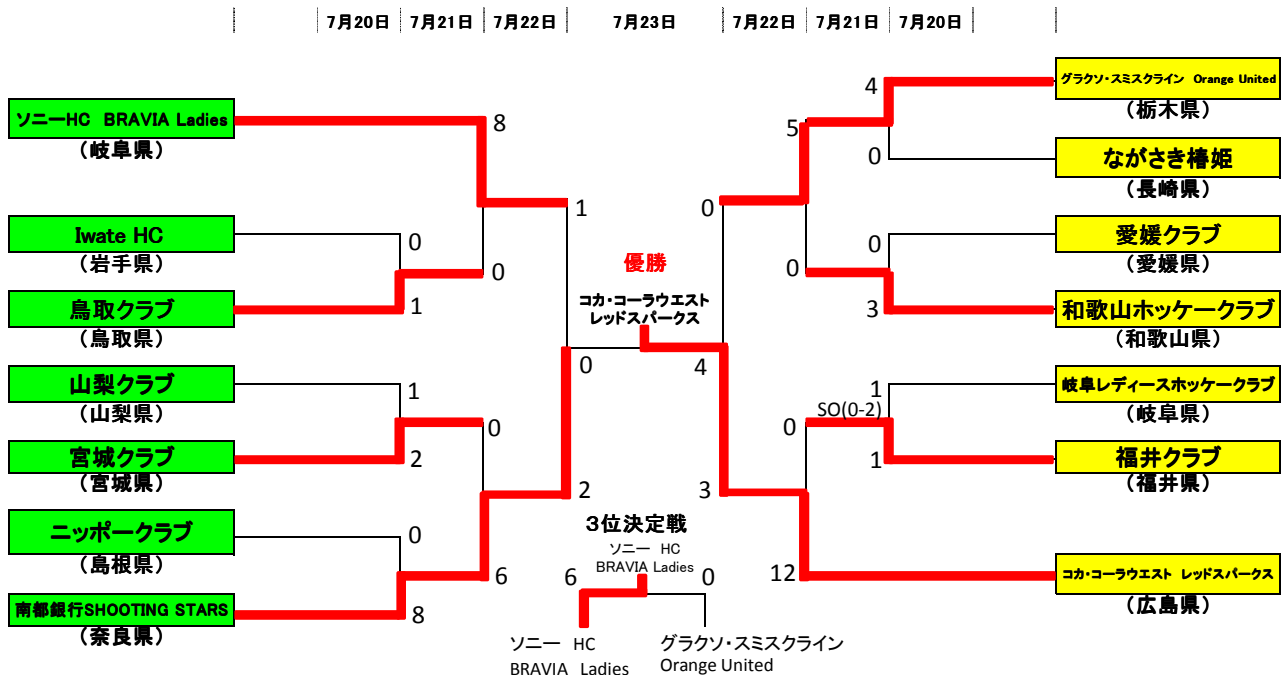 7月20日 7月21日 7月22日 7月23日 7月22日 7月21日 7月20日
ソニーHC BRAVIA Ladies
(岐阜県)
Iwate HC
(岩手県)
鳥取クラブ
(鳥取県)
山梨クラブ
(山梨県)
宮城クラブ
(宮城県)
ニッポークラブ
(島根県)
南都銀行SHOOTING STARS
(奈良県)
8
0
1
0
1
2
0
0
8
6
1
2
優勝
コカ・コーラウエスト
レッドスパークス
0
4
3位決定戦
ソニー HC
BRAVIA Ladies
6
0
ソニー HC
BRAVIA Ladies
グラクソ・スミスクライン
Orange United
0
3
5
0
0
12
4
0
0
3
1
SO(0-2)
1
グラクソ・スミスクライン Orange United
(栃木県)
ながさき椿姫
(長崎県)
愛媛クラブ
(愛媛県)
和歌山ホッケークラブ
(和歌山県)
岐阜レディースホッケークラブ
(岐阜県)
福井クラブ
(福井県)
コカ・コーラウエスト レッドスパークス
(広島県)